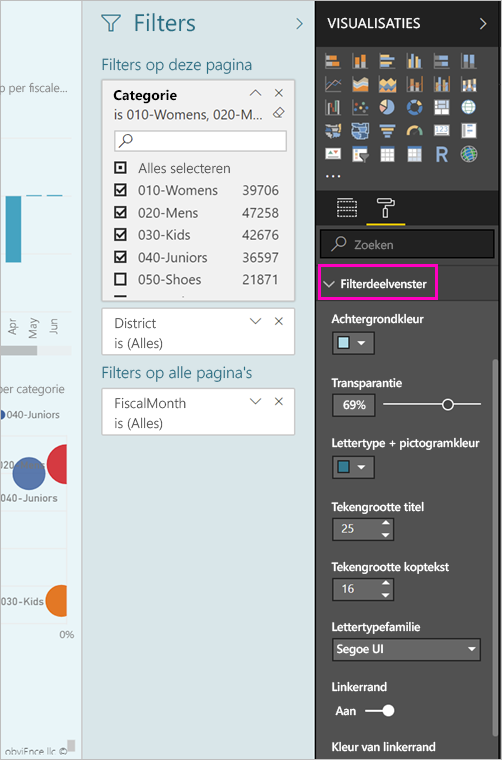 p per fiscale...
Apr
May
Jun
per categorie
040-Juniors
040-Juniors
030-Kids
0%
obviEnce llc ©
Filters
Filters op deze pagina
Categorie
is 010-Womens, 020-M...
Alles selecteren
010-Womens 39706
020-Mens 47258
030-Kids 42676
040-Juniors 36597
050-Shoes 21871
District
is (Alles)
Filters op alle pagina's
FiscalMonth
is (Alles)
VISUALISATIES
R
...
Zoeken
Filterdeelvenster
Achtergrondkleur
Transparantie
69%
Lettertype + pictogramkleur
Tekengrootte titel
25
Tekengrootte koptekst
16
Lettertypefamilie
Segoe UI
Linkerrand
Aan
Kleur van linkerrand